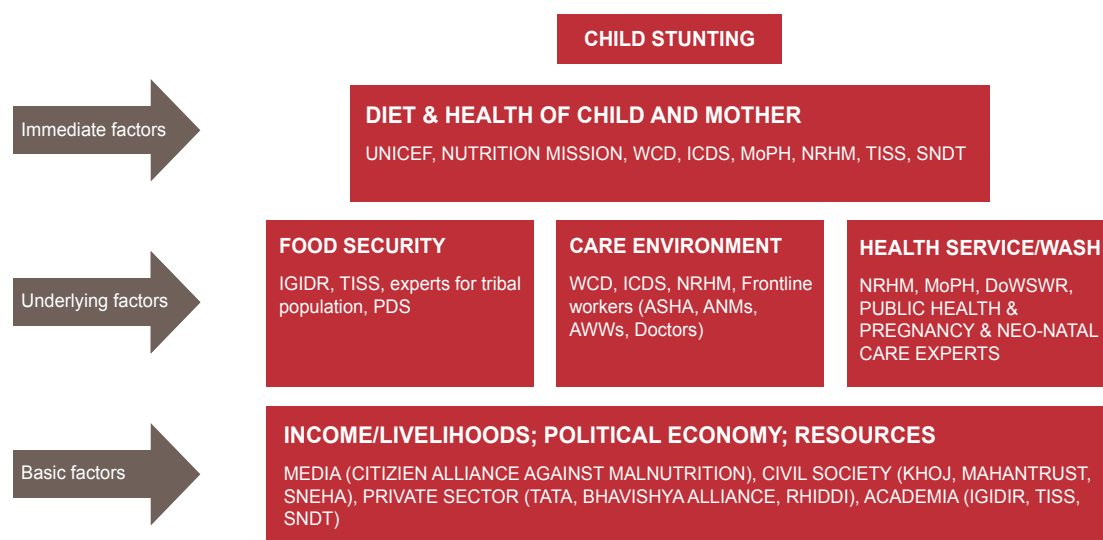 CHILD STUNTING
Immediate factors
DIET & HEALTH OF CHILD AND MOTHER
UNICEF, NUTRITION MISSION, WCD, ICDS, MoPH, NRHM, TISS, SNDT
Underlying factors
FOOD SECURITY
IGIDR, TISS, experts for tribal
population, PDS
CARE ENVIRONMENT
WCD, ICDS, NRHM, Frontline
workers (ASHA, ANMs,
AWWs, Doctors)
HEALTH SERVICE/WASH
NRHM, MoPH, DoWSWR,
PUBLIC HEALTH &
PREGNANCY & NEO-NATAL
CARE EXPERTS
Basic factors
INCOME/LIVELIHOODS; POLITICAL ECONOMY; RESOURCES
MEDIA (CITIZIEN ALLIANCE AGAINST MALNUTRITION), CIVIL SOCIETY (KHOJ, MAHANTRUST,
SNEHA), PRIVATE SECTOR (TATA, BHAVISHYA ALLIANCE, RHIDDI), ACADEMIA (IGIDIR, TISS,
SNDT)